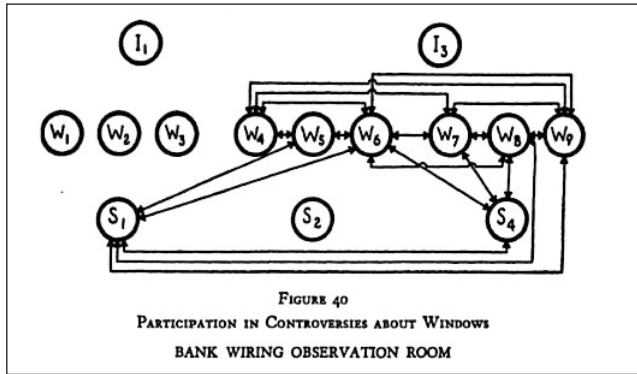 I1 I3
W1 W2 W3 W4 W5 W6 W7 W8 W9
S1 S2 S4
FIGURE 40
PARTICIPATION IN CONTROVERSIES ABOUT WINDOWS
BANK WIRING OBSERVATION ROOM